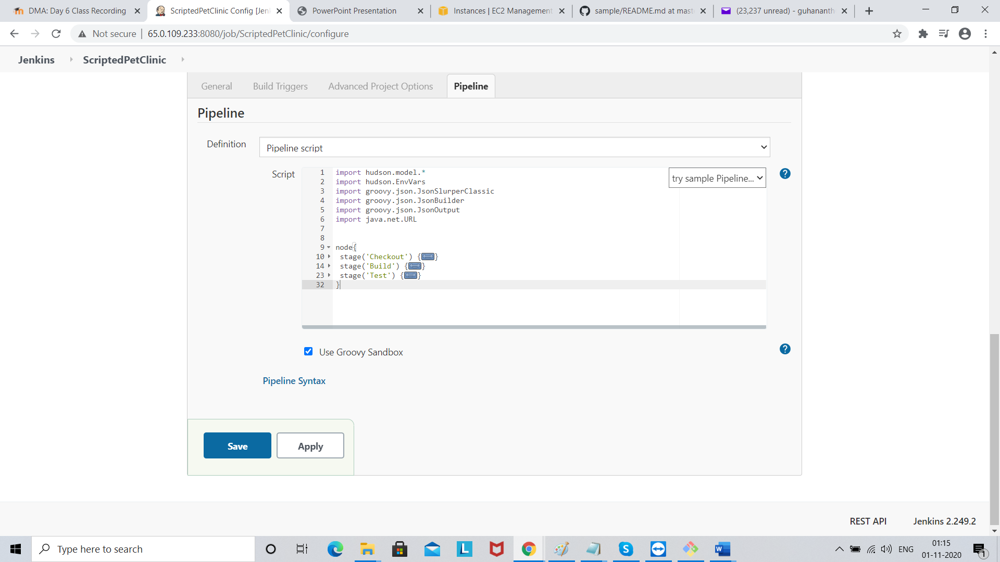 DMA: Day 6 Class Recording
ScriptedPetClinic Config [Jen
PowerPoint Presentation
Instances | EC2 Management
sample/README.md at mast
(23,237 unread) - guhananth
Not secure | 65.0.109.233:8080/job/ScriptedPetClinic/configure
Jenkins
ScriptedPetClinic
General
Build Triggers
Advanced Project Options
Pipeline
Pipeline
Definition
Pipeline script
Script
try sample Pipeline...
1 import hudson.model.*
2 import hudson.EnvVars
3 import groovy.json.JsonSlurperClassic
4 import groovy.json.JsonBuilder
5 import groovy.json.JsonOutput
6 import java.net.URL
7
8
9 node{
10 stage('Checkout') {}
14 stage('Build') {}
23 stage('Test') {}
32 }
Use Groovy Sandbox
Pipeline Syntax
Save
Apply
REST API
Jenkins 2.249.2
Type here to search
ENG
01:15
01-11-2020
1